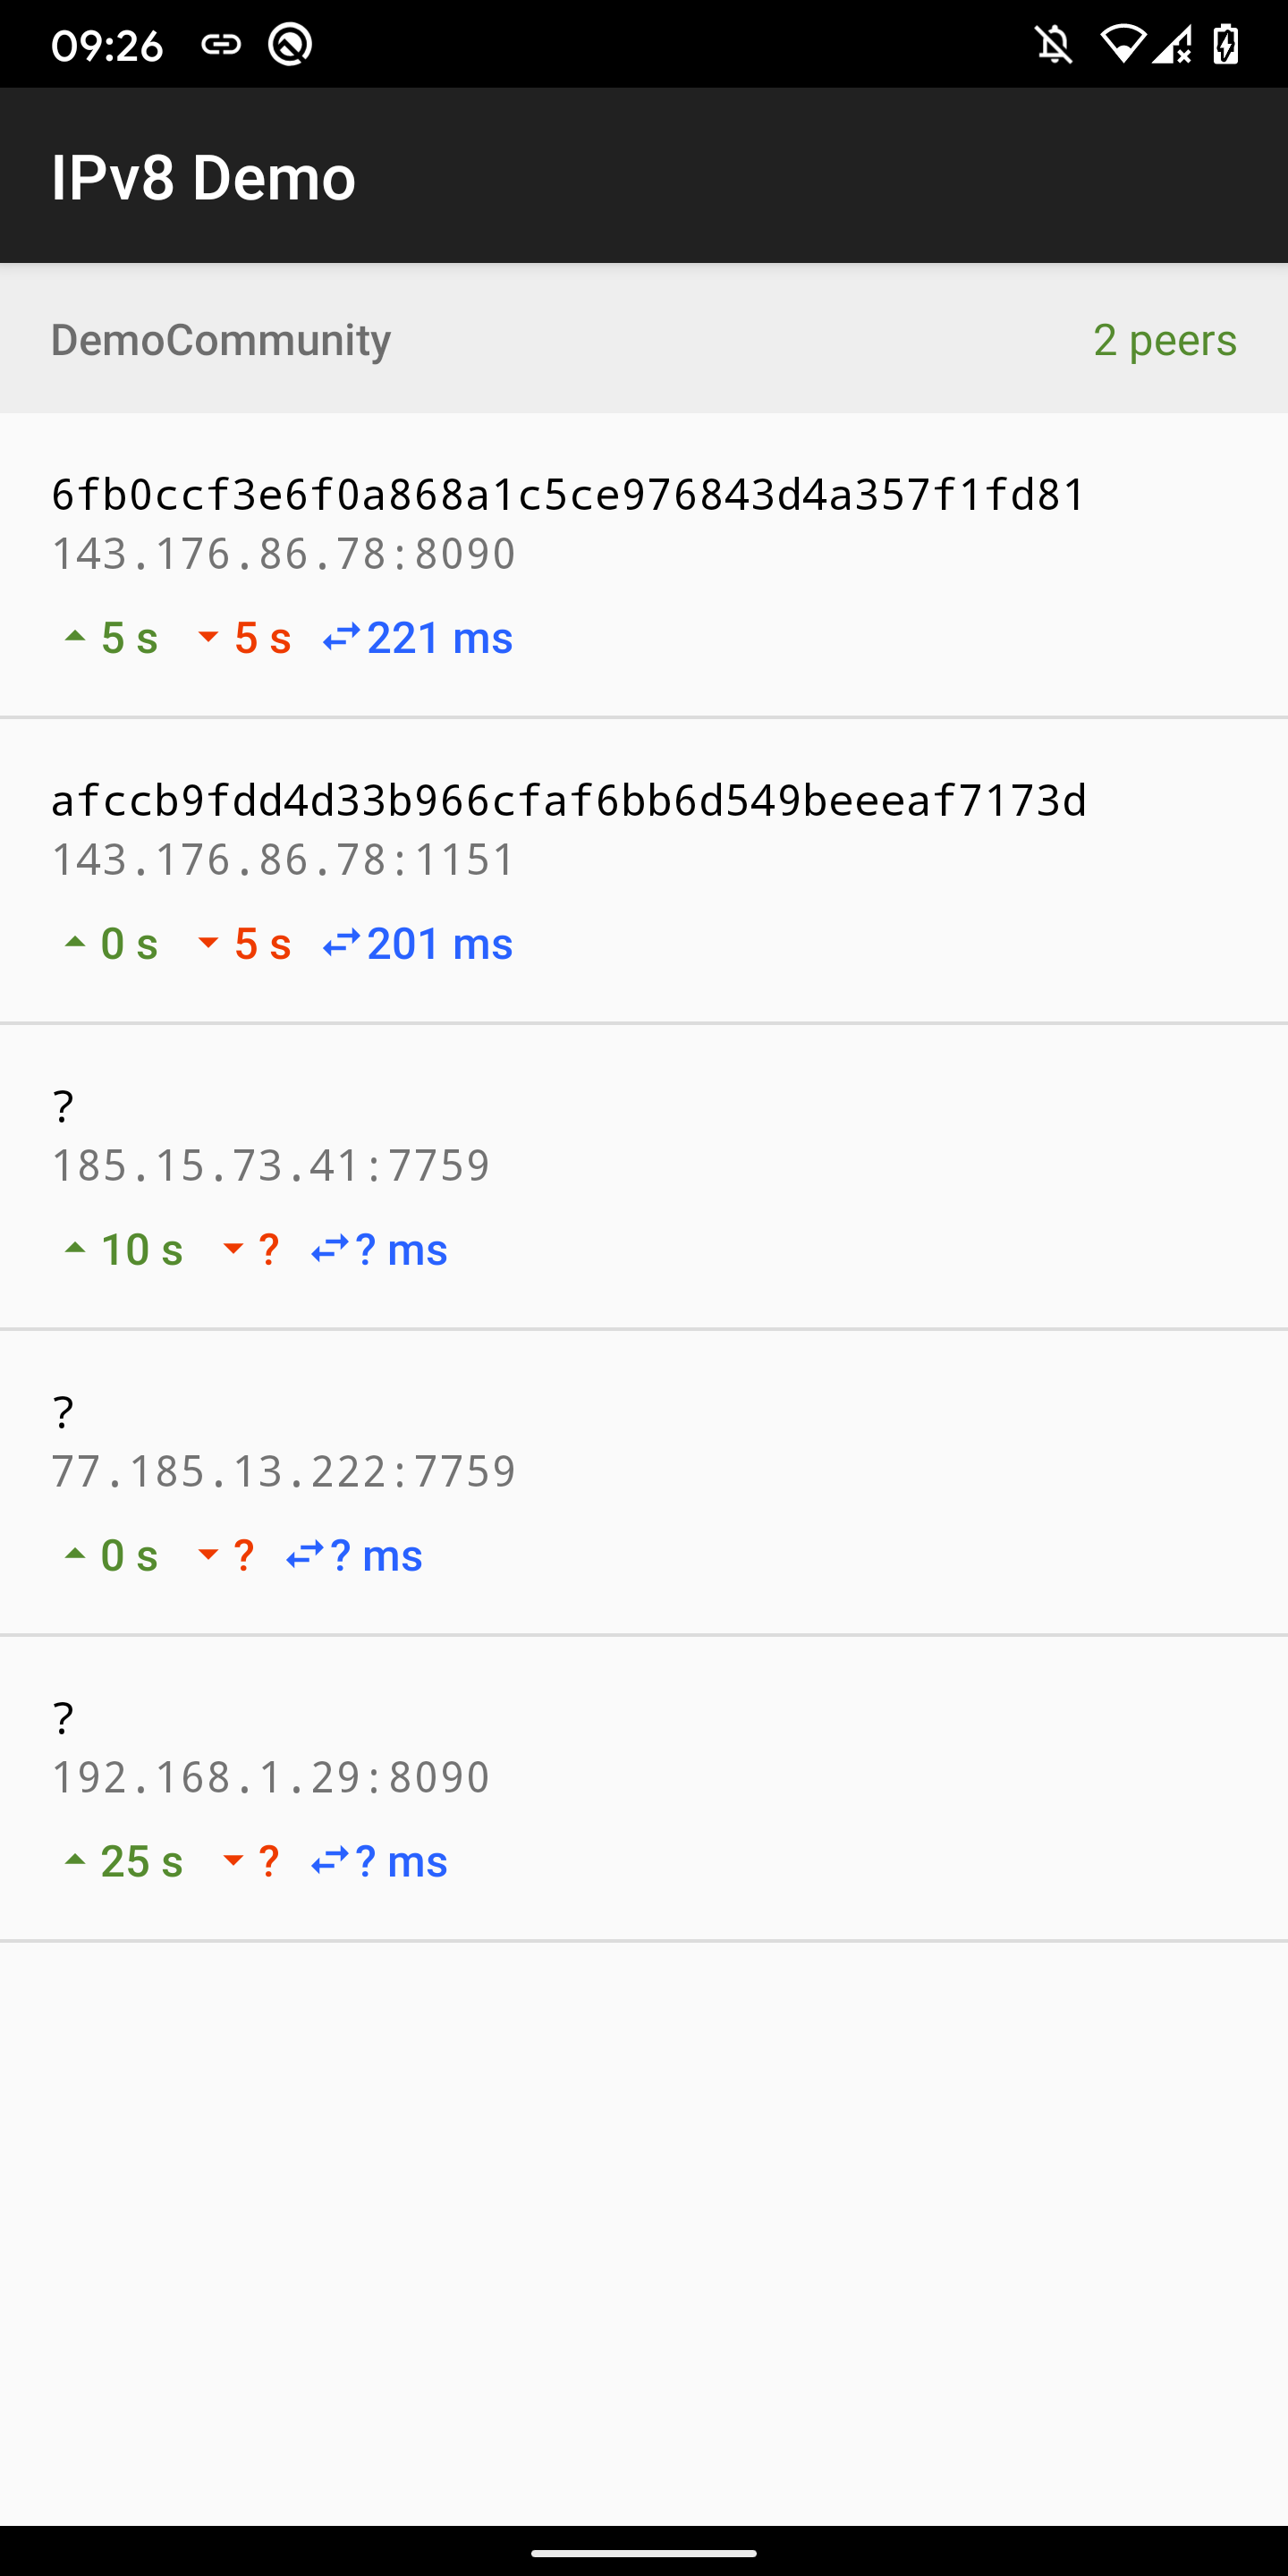 09:26
IPv8 Demo
DemoCommunity 2 peers
6fb0ccf3e6f0a868a1c5ce976843d4a357f1fd81
143.176.86.78:8090
5 s 5 s 221 ms
afccb9fdd4d33b966cfaf6bb6d549beeeaf7173d
143.176.86.78:1151
0 s 5 s 201 ms
?
185.15.73.41:7759
10 s ? ? ms
?
77.185.13.222:7759
0 s ? ? ms
?
192.168.1.29:8090
25 s ? ? ms